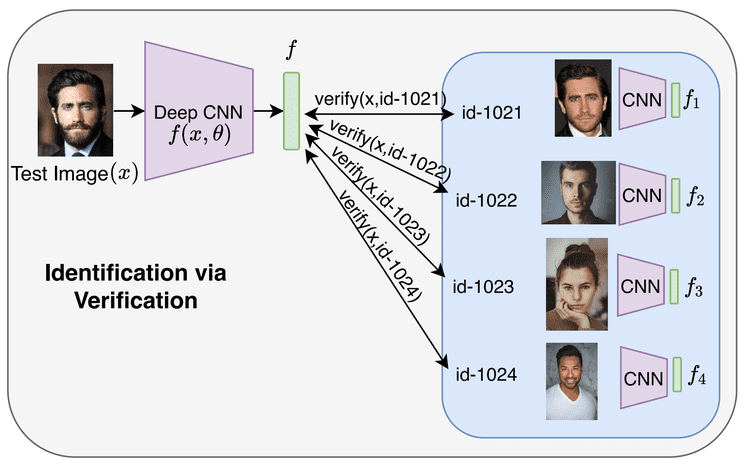 f
Deep CNN
f(x, θ)
Test Image(x)
verify(x,id-1021)
verify(x,id-1022)
verify(x,id-1023)
verify(x,id-1024)
Identification via
Verification
id-1021
CNN
f₁
id-1022
CNN
f₂
id-1023
CNN
f₃
id-1024
CNN
f₄